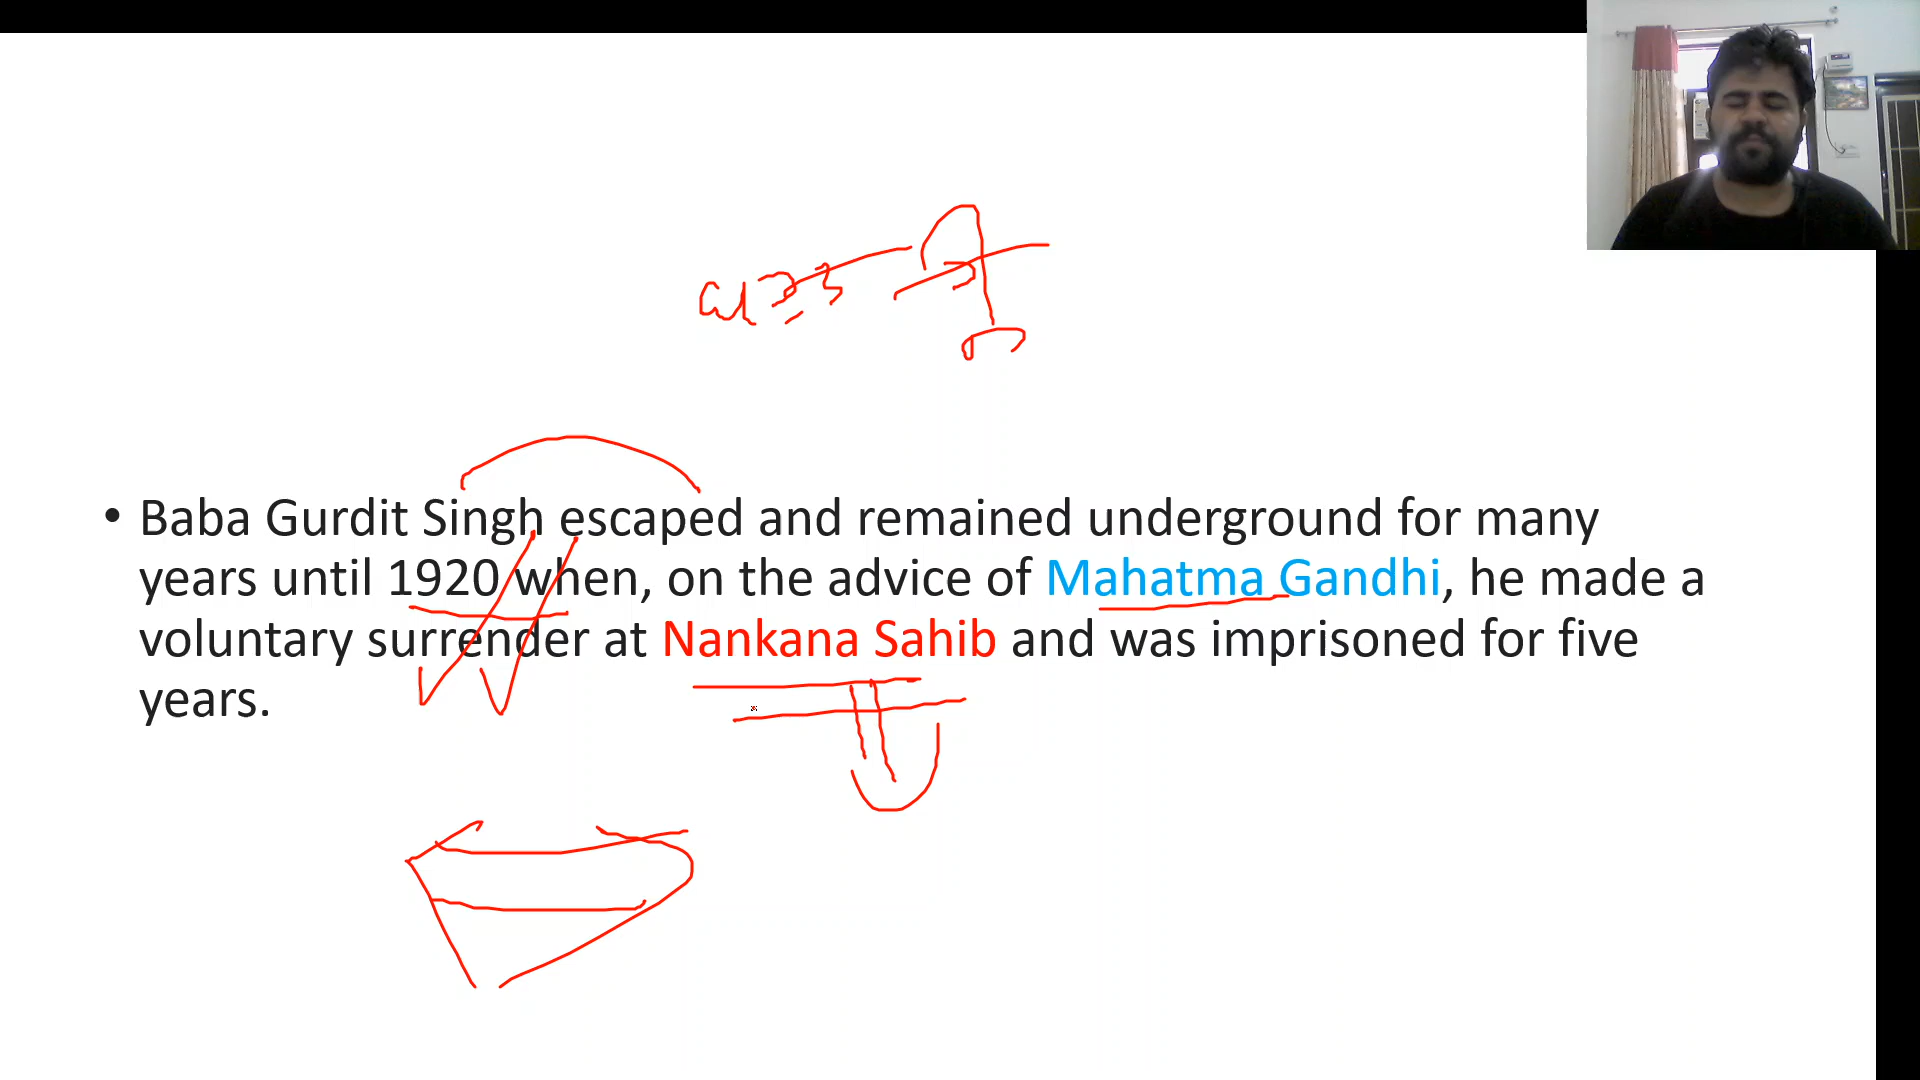 • Baba Gurdit Singh escaped and remained underground for many
years until 1920 when, on the advice of Mahatma Gandhi, he made a
voluntary surrender at Nankana Sahib and was imprisoned for five
years.